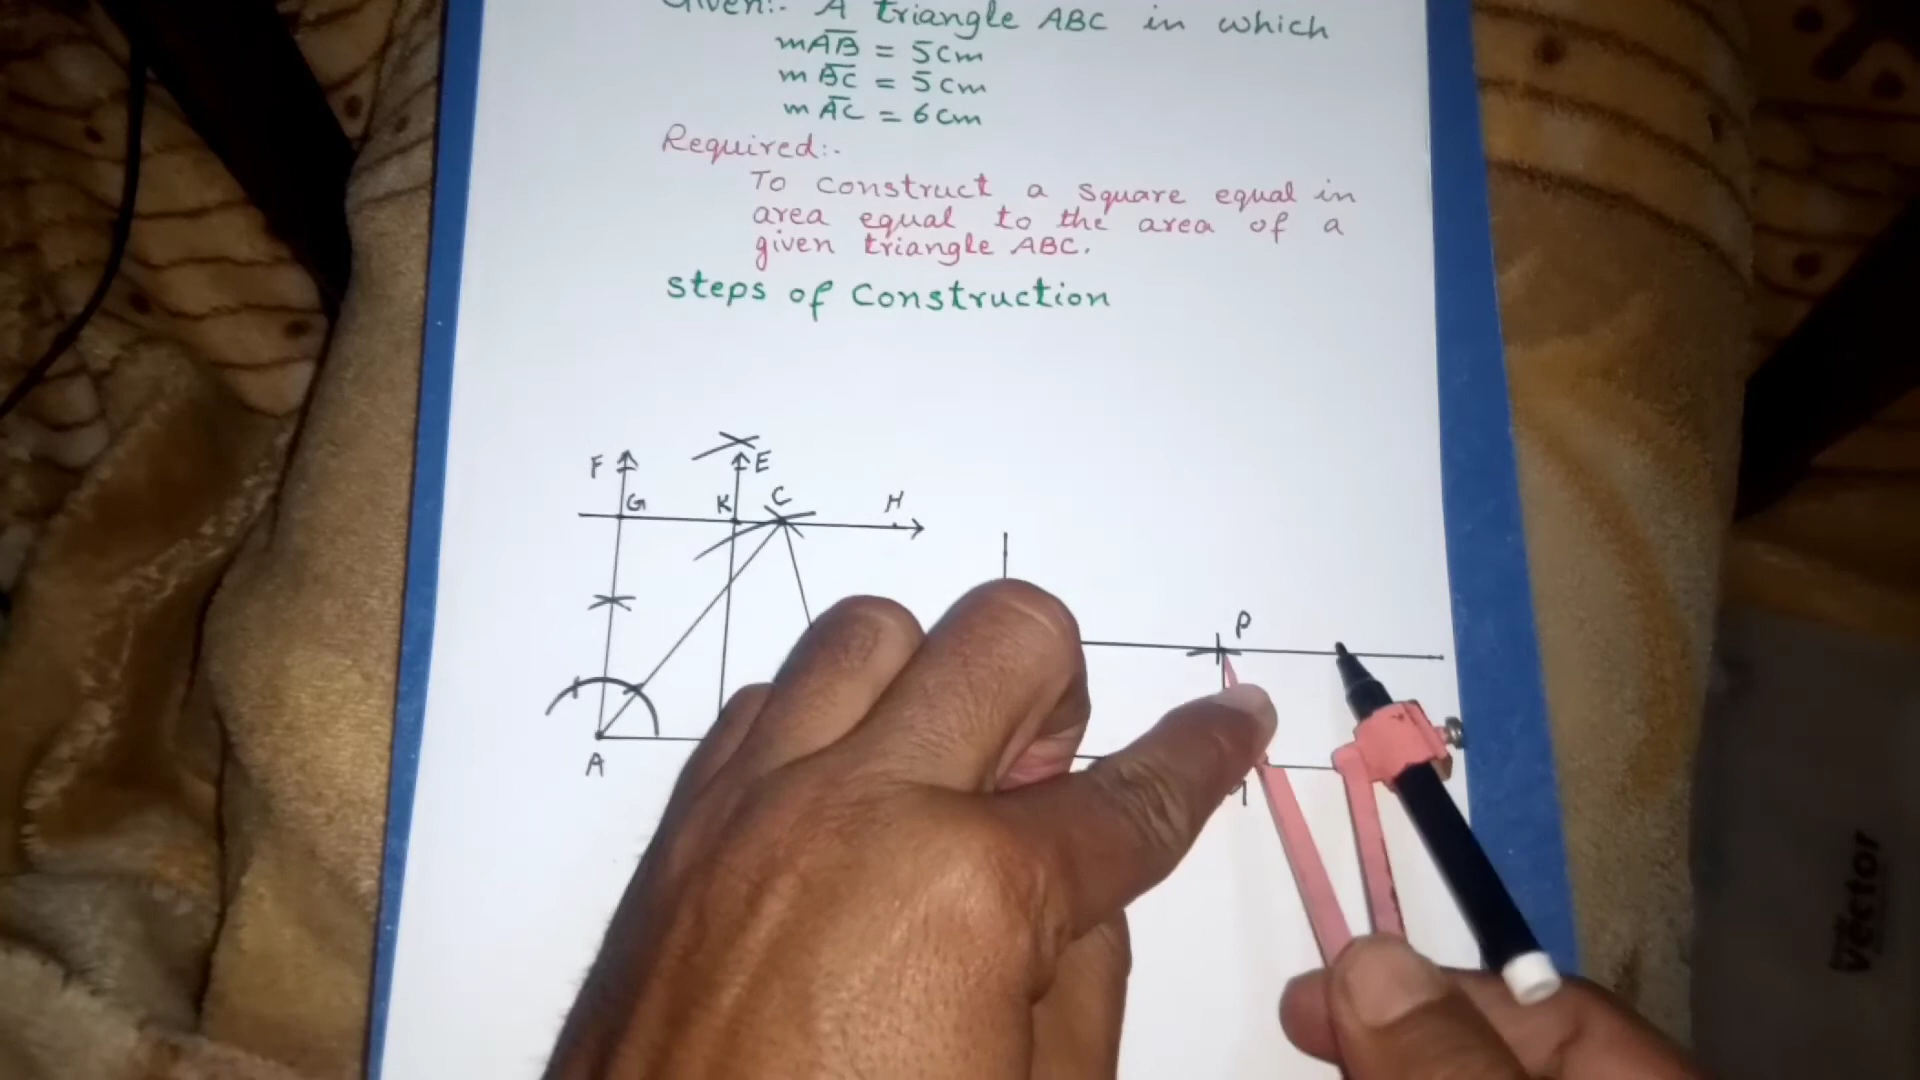 Given:- A triangle ABC in which
mAB = 5cm
mBC = 5cm
mAC = 6cm
Required:-
To construct a square equal in
area equal to the area of a
given triangle ABC.
steps of Construction
F E
G K C H
P
A
Vector